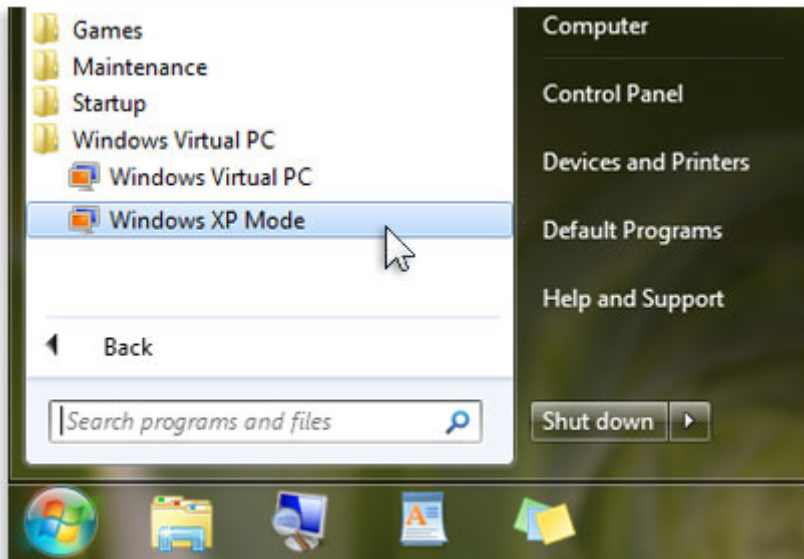 Games
Maintenance
Startup
Windows Virtual PC
Windows Virtual PC
Windows XP Mode
Back
Search programs and files
Computer
Control Panel
Devices and Printers
Default Programs
Help and Support
Shut down
A